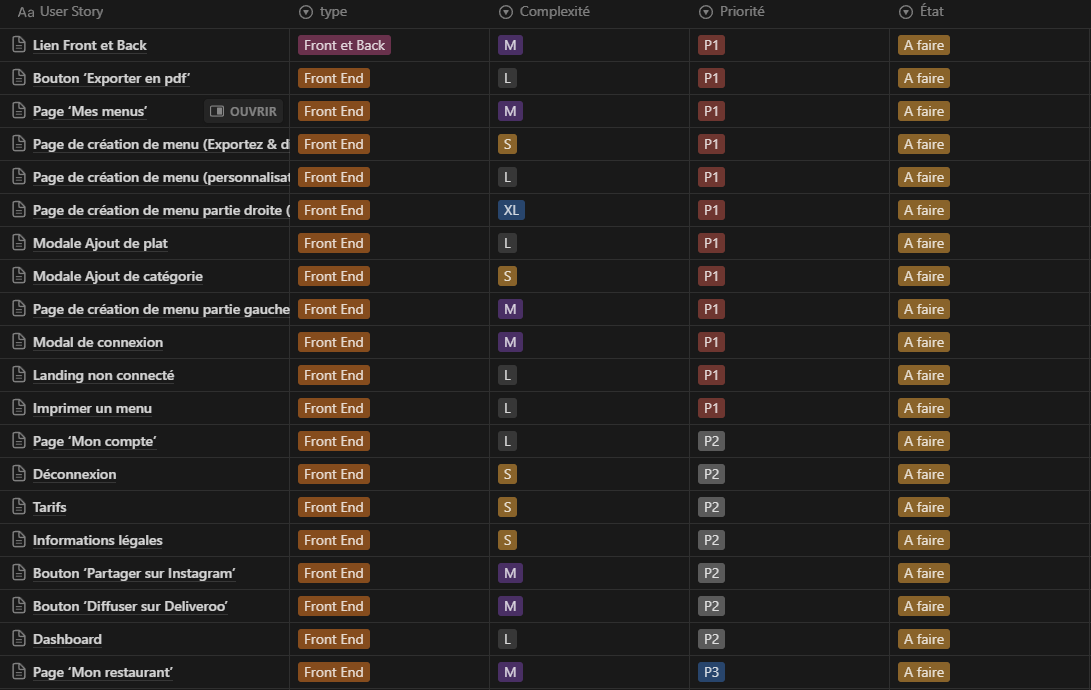 Aa User Story type Complexité Priorité État
Lien Front et Back Front et Back M P1 A faire
Bouton ‘Exporter en pdf’ Front End L P1 A faire
Page ‘Mes menus’ OUVRIR Front End M P1 A faire
Page de création de menu (Exportez & d Front End S P1 A faire
Page de création de menu (personnalisat Front End L P1 A faire
Page de création de menu partie droite ( Front End XL P1 A faire
Modale Ajout de plat Front End L P1 A faire
Modale Ajout de catégorie Front End S P1 A faire
Page de création de menu partie gauche Front End M P1 A faire
Modal de connexion Front End M P1 A faire
Landing non connecté Front End L P1 A faire
Imprimer un menu Front End L P1 A faire
Page ‘Mon compte’ Front End L P2 A faire
Déconnexion Front End S P2 A faire
Tarifs Front End S P2 A faire
Informations légales Front End S P2 A faire
Bouton ‘Partager sur Instagram’ Front End M P2 A faire
Bouton ‘Diffuser sur Deliveroo’ Front End M P2 A faire
Dashboard Front End L P2 A faire
Page ‘Mon restaurant’ Front End M P3 A faire